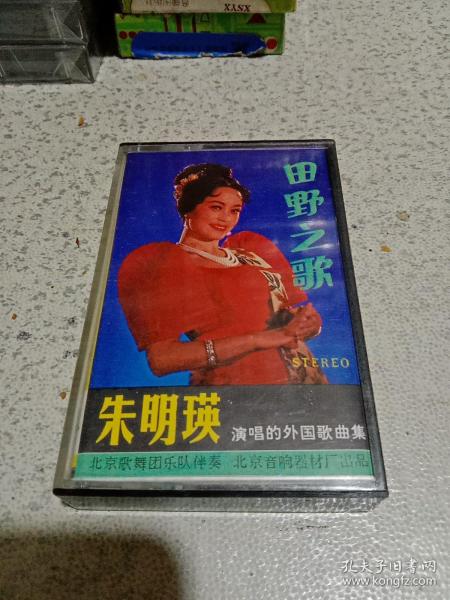 XSYX
田野之歌
STEREO
朱明瑛 演唱的外国歌曲集
北京歌舞团乐队伴奏 北京音响器材厂出品
孔夫子旧书网
www.kongfz.com